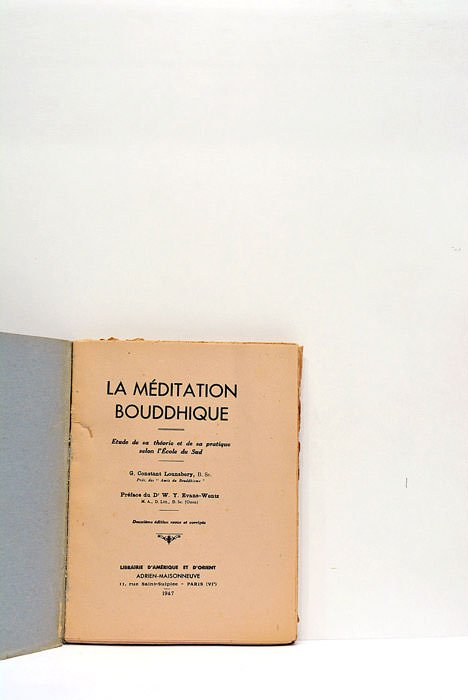 LA MÉDITATION
BOUDDHIQUE
Etude de sa théorie et de sa pratique
selon l'École du Sud
G. Constant Lounsbery, B. Sc.
Prés. des "Amis du Bouddhisme"
Préface du Dr W. Y. Evans-Wentz
M. A., D. Litt., D. Sc. (Oxon)
Deuxième édition revue et corrigée
LIBRAIRIE D'AMÉRIQUE ET D'ORIENT
ADRIEN-MAISONNEUVE
11, rue Saint-Sulpice - PARIS (VIe)
1947